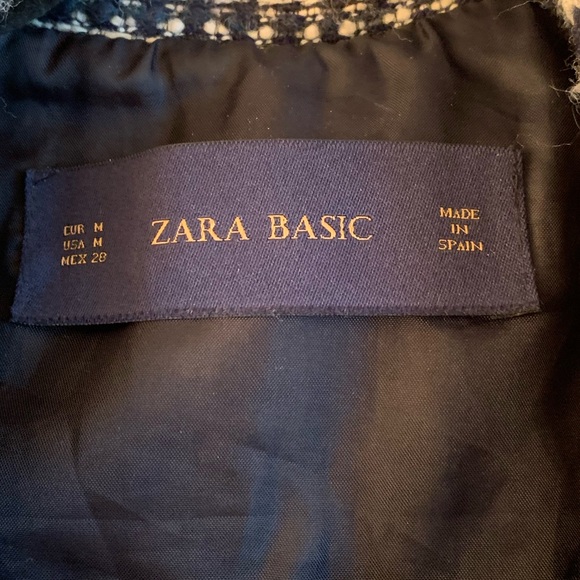 EUR M
USA M
MEX 28
ZARA BASIC
MADE
IN
SPAIN